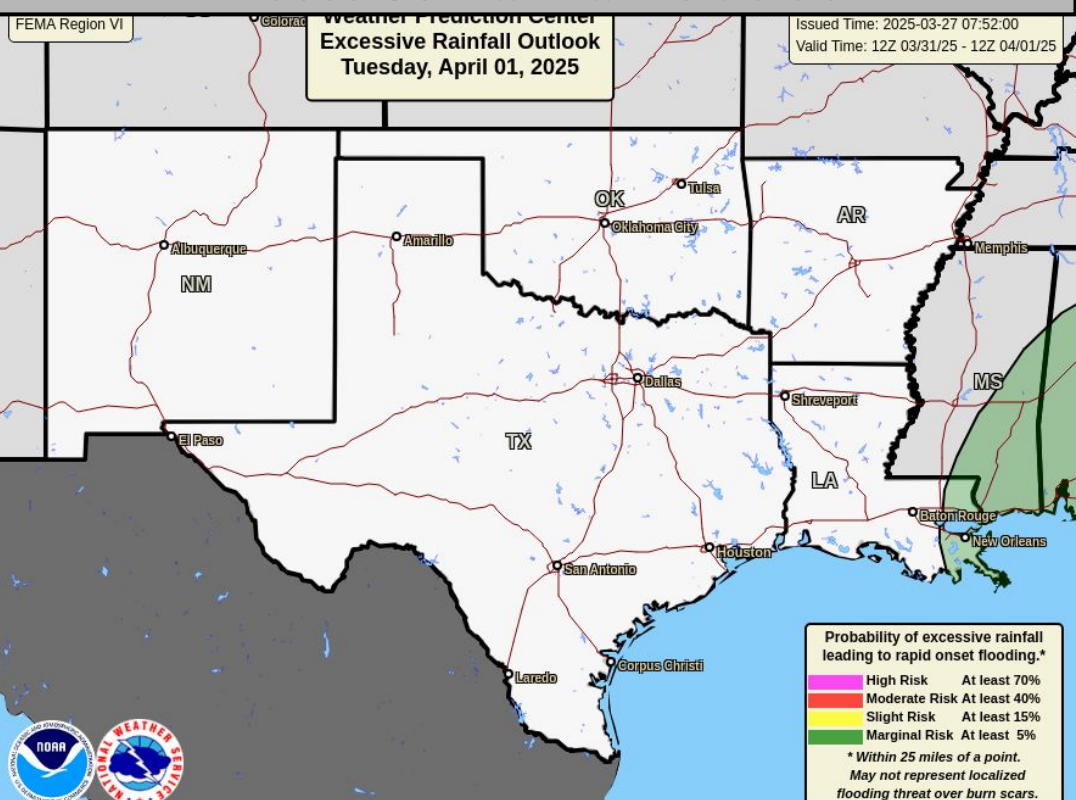 FEMA Region VI
Weather Prediction Center
Excessive Rainfall Outlook
Tuesday, April 01, 2025
Issued Time: 2025-03-27 07:52:00
Valid Time: 12Z 03/31/25 - 12Z 04/01/25
Colorad
OK
Tulsa
Oklahoma City
AR
Memphis
Albuquerque
Amarillo
NM
Dallas
MS
Shreveport
El Paso
TX
LA
Baton Rouge
New Orleans
Houston
San Antonio
Corpus Christi
Laredo
Probability of excessive rainfall
leading to rapid onset flooding.*
High Risk At least 70%
Moderate Risk At least 40%
Slight Risk At least 15%
Marginal Risk At least 5%
* Within 25 miles of a point.
May not represent localized
flooding threat over burn scars.
NOAA
NATIONAL WEATHER SERVICE